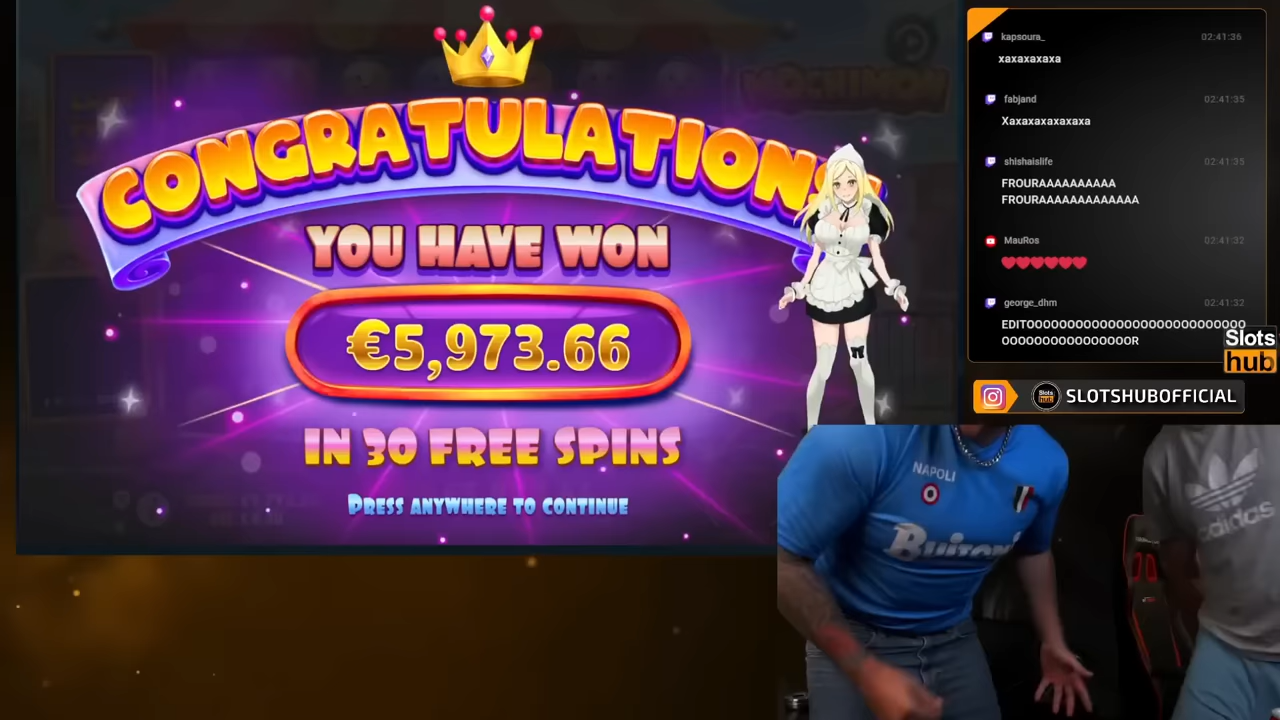 CONGRATULATIONS
YOU HAVE WON
€5,973.66
IN 30 FREE SPINS
PRESS ANYWHERE TO CONTINUE
kapsoura_ 02:41:36
xaxaxaxaxa
fabjand 02:41:35
Xaxaxaxaxaxaxa
shishaislife 02:41:35
FROURAAAAAAAAAA
FROURAAAAAAAAAAAAA
MauRos 02:41:32
george_dhm 02:41:32
EDITOOOOOOOOOOOOOOOOOOOOOOOOOOO
OOOOOOOOOOOOOOOOR
Slots
hub
SLOTSHUBOFFICIAL
NAPOLI
Buitoni
adidas